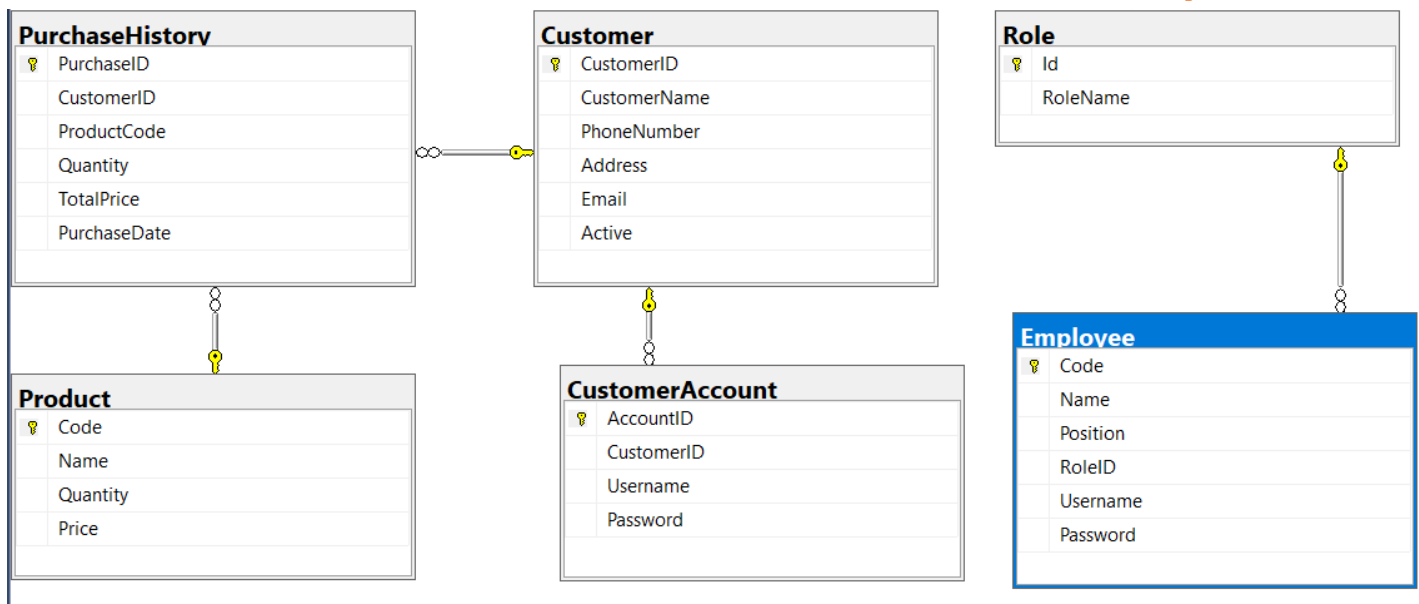 PurchaseHistory
PurchaseID
CustomerID
ProductCode
Quantity
TotalPrice
PurchaseDate
Customer
CustomerID
CustomerName
PhoneNumber
Address
Email
Active
Role
Id
RoleName
Product
Code
Name
Quantity
Price
CustomerAccount
AccountID
CustomerID
Username
Password
Employee
Code
Name
Position
RoleID
Username
Password